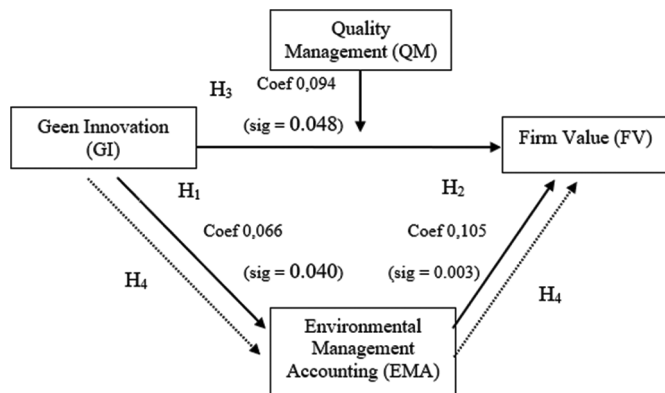 Quality
Management (QM)
H3
Coef 0,094
(sig = 0.048)
Geen Innovation
(GI)
Firm Value (FV)
H1
H2
Coef 0,066
Coef 0,105
H4
(sig = 0.040)
(sig = 0.003)
H4
Environmental
Management
Accounting (EMA)